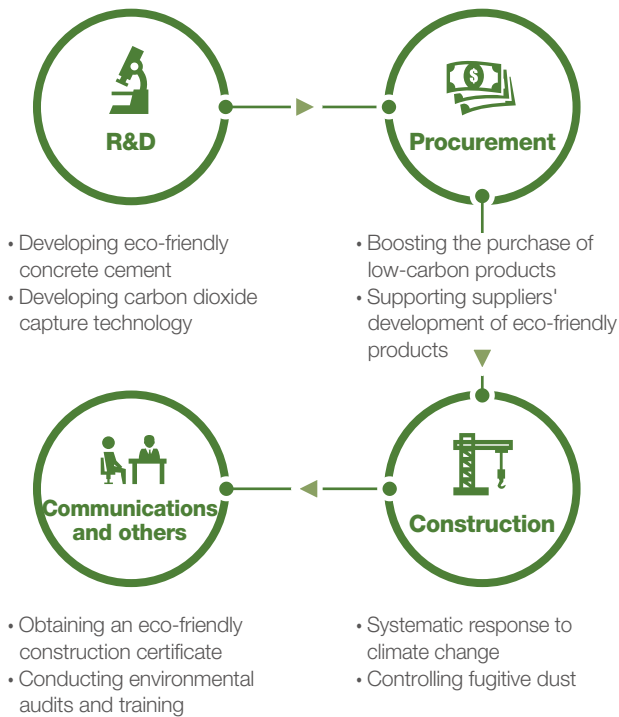 R&D
• Developing eco-friendly
concrete cement
• Developing carbon dioxide
capture technology
$
Procurement
• Boosting the purchase of
low-carbon products
• Supporting suppliers'
development of eco-friendly
products
Construction
• Systematic response to
climate change
• Controlling fugitive dust
Communications
and others
• Obtaining an eco-friendly
construction certificate
• Conducting environmental
audits and training